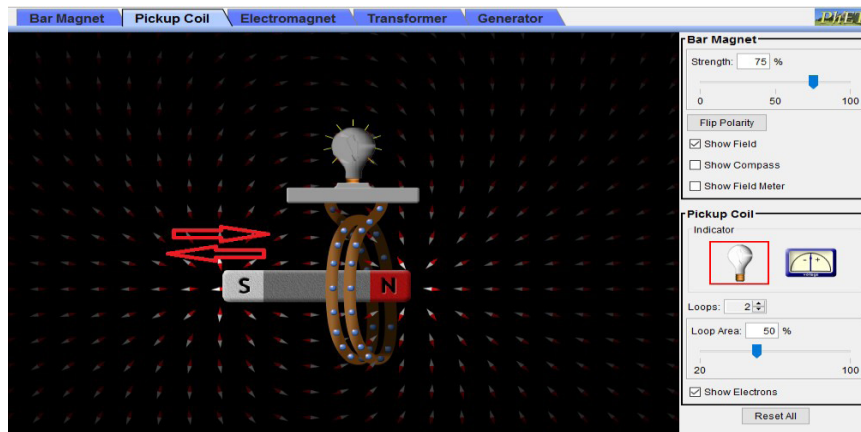 Bar Magnet Pickup Coil Electromagnet Transformer Generator PhET
Bar Magnet
Strength: 75 %
0 50 100
Flip Polarity
Show Field
Show Compass
Show Field Meter
S N
Pickup Coil
Indicator
- +
Loops: 2
Loop Area: 50 %
20 100
Show Electrons
Reset All